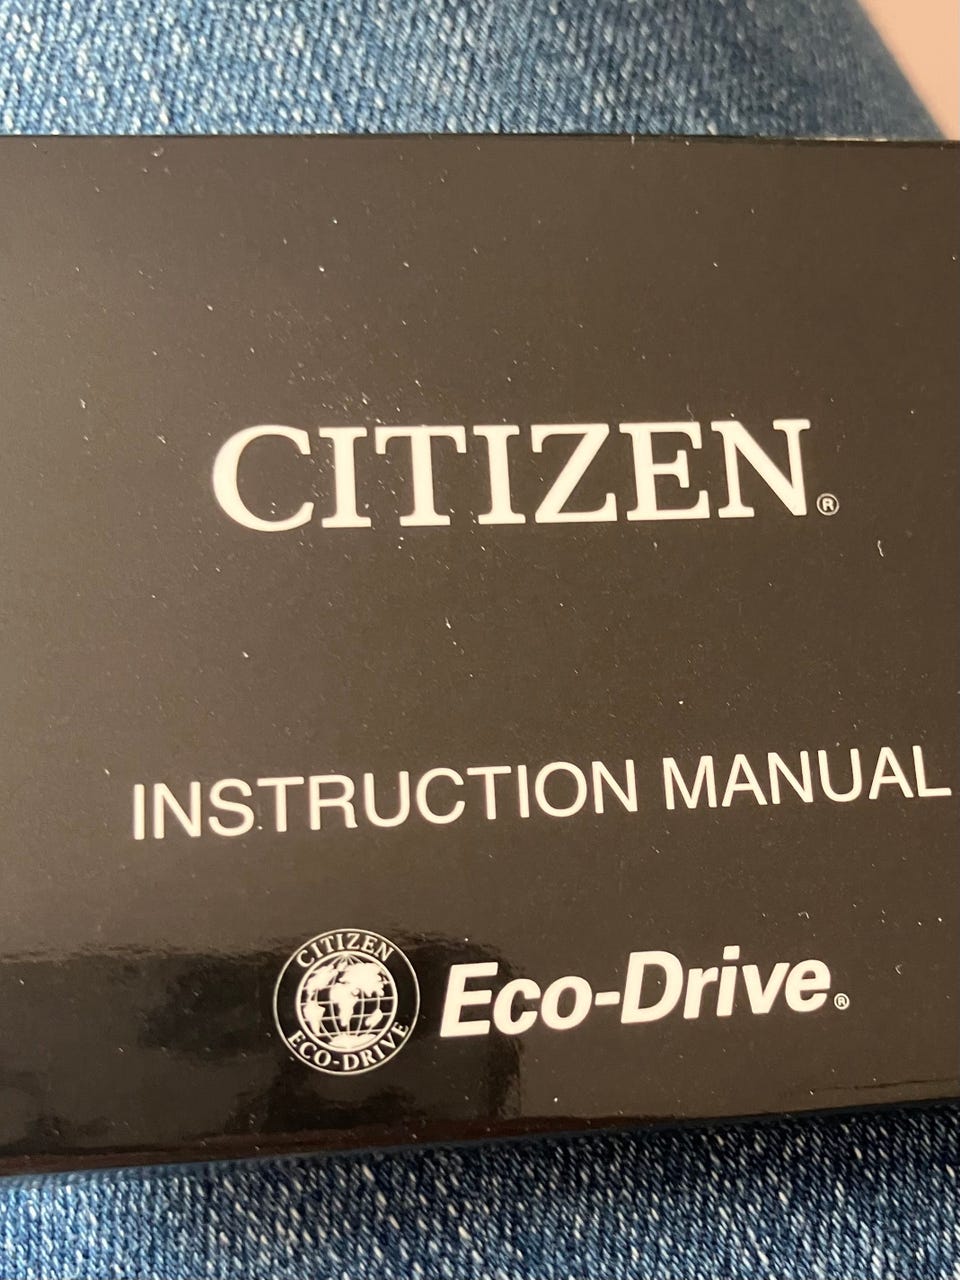 CITIZEN®
INSTRUCTION MANUAL
CITIZEN
ECO-DRIVE
Eco-Drive®